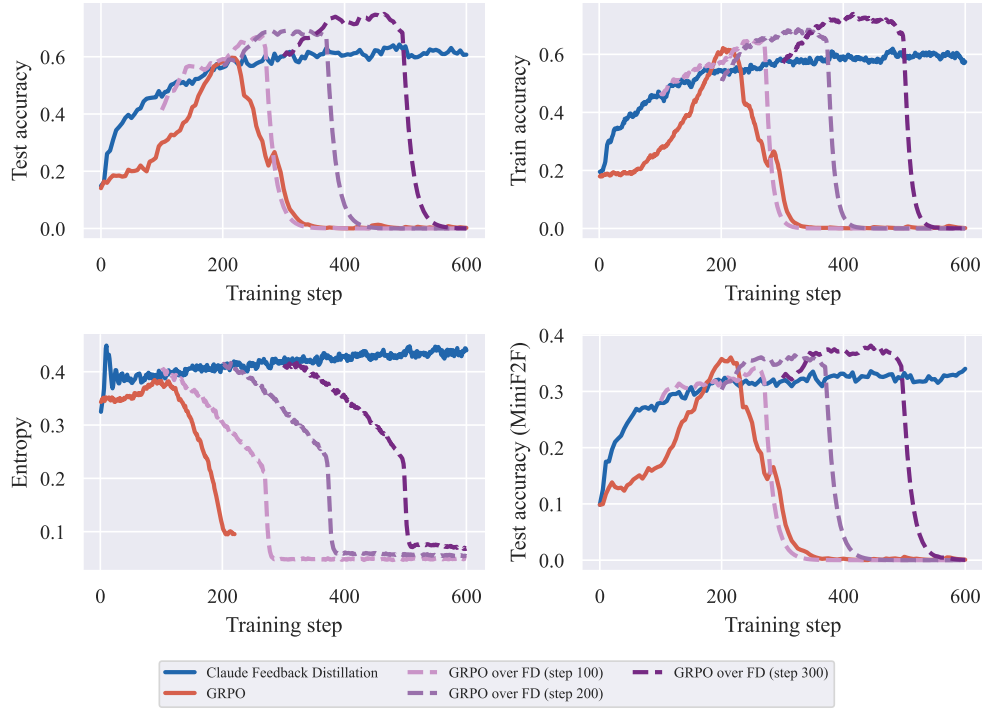 Test accuracy
0.6
0.4
0.2
0.0
0 200 400 600
Training step
Train accuracy
0.6
0.4
0.2
0.0
0 200 400 600
Training step
Entropy
0.4
0.3
0.2
0.1
0 200 400 600
Training step
Test accuracy (MiniF2F)
0.4
0.3
0.2
0.1
0.0
0 200 400 600
Training step
Claude Feedback Distillation
GRPO
GRPO over FD (step 100)
GRPO over FD (step 200)
GRPO over FD (step 300)